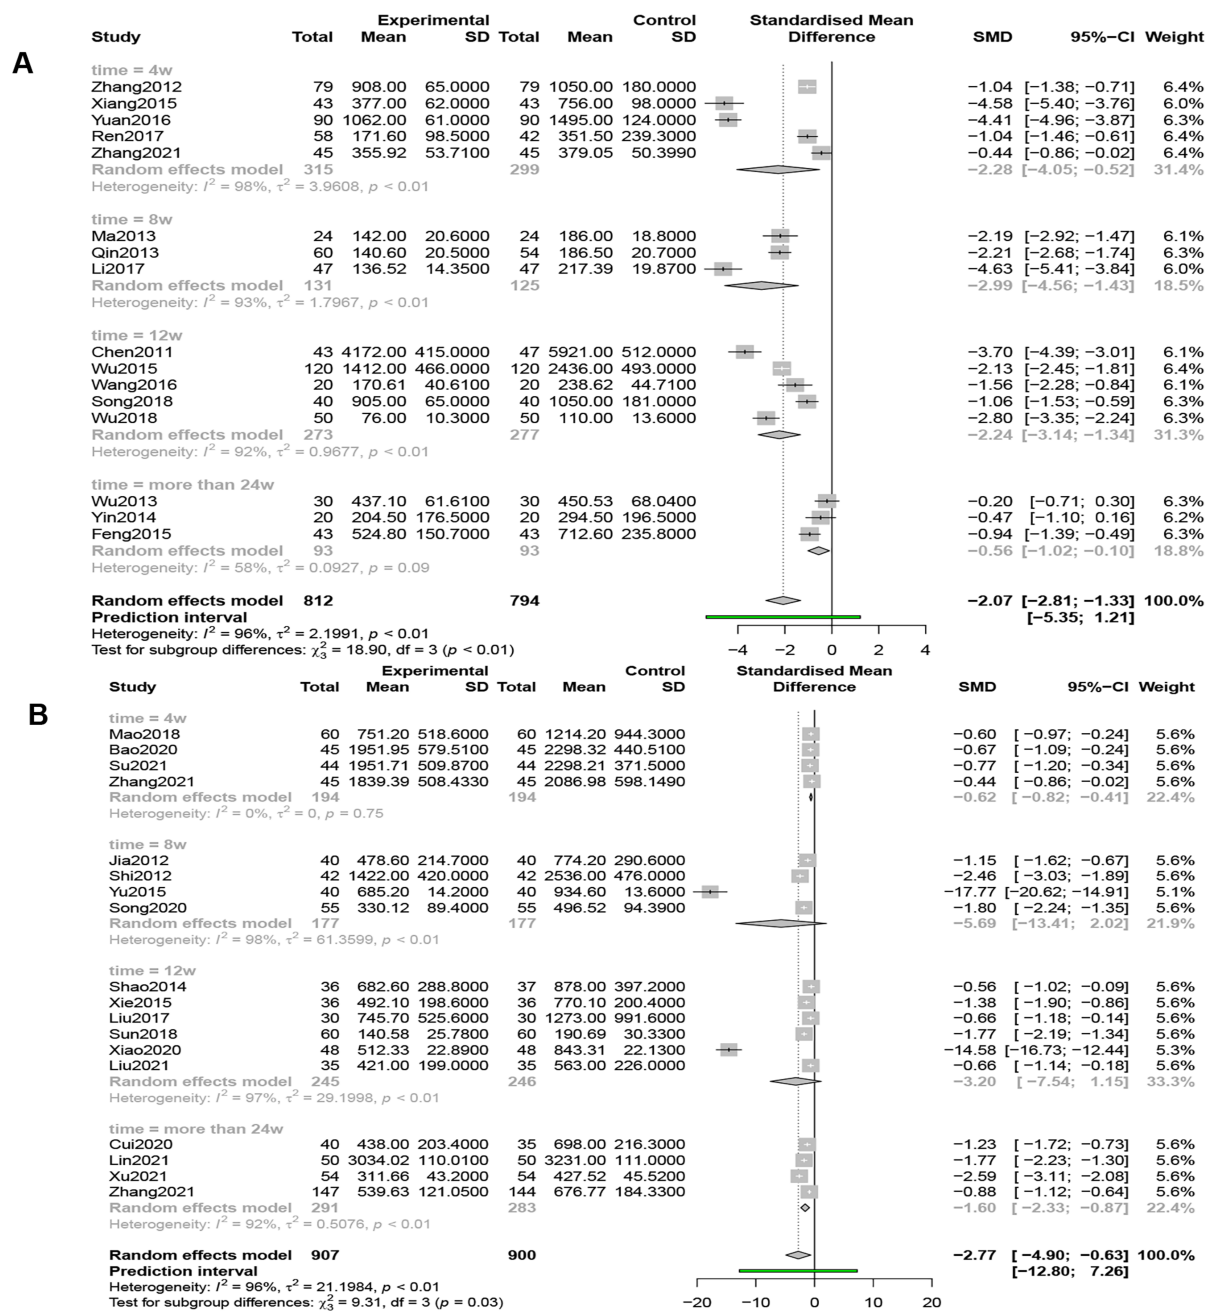 A
Experimental Control Standardised Mean
Study Total Mean SD Total Mean SD Difference SMD 95%−CI Weight
time = 4w
Zhang2012 79 908.00 65.0000 79 1050.00 180.0000 −1.04 [−1.38; −0.71] 6.4%
Xiang2015 43 377.00 62.0000 43 756.00 98.0000 −4.58 [−5.40; −3.76] 6.0%
Yuan2016 90 1062.00 61.0000 90 1495.00 124.0000 −4.41 [−4.96; −3.87] 6.3%
Ren2017 58 171.60 98.5000 42 351.50 239.3000 −1.04 [−1.46; −0.61] 6.4%
Zhang2021 45 355.92 53.7100 45 379.05 50.3990 −0.44 [−0.86; −0.02] 6.4%
Random effects model 315 299 −2.28 [−4.05; −0.52] 31.4%
Heterogeneity: I² = 98%, τ² = 3.9608, p < 0.01
time = 8w
Ma2013 24 142.00 20.6000 24 186.00 18.8000 −2.19 [−2.92; −1.47] 6.1%
Qin2013 60 140.60 20.5000 54 186.50 20.7000 −2.21 [−2.68; −1.74] 6.3%
Li2017 47 136.52 14.3500 47 217.39 19.8700 −4.63 [−5.41; −3.84] 6.0%
Random effects model 131 125 −2.99 [−4.56; −1.43] 18.5%
Heterogeneity: I² = 93%, τ² = 1.7967, p < 0.01
time = 12w
Chen2011 43 4172.00 415.0000 47 5921.00 512.0000 −3.70 [−4.39; −3.01] 6.1%
Wu2015 120 1412.00 466.0000 120 2436.00 493.0000 −2.13 [−2.45; −1.81] 6.4%
Wang2016 20 170.61 40.6100 20 238.62 44.7100 −1.56 [−2.28; −0.84] 6.1%
Song2018 40 905.00 65.0000 40 1050.00 181.0000 −1.06 [−1.53; −0.59] 6.3%
Wu2018 50 76.00 10.3000 50 110.00 13.6000 −2.80 [−3.35; −2.24] 6.3%
Random effects model 273 277 −2.24 [−3.14; −1.34] 31.3%
Heterogeneity: I² = 92%, τ² = 0.9677, p < 0.01
time = more than 24w
Wu2013 30 437.10 61.6100 30 450.53 68.0400 −0.20 [−0.71; 0.30] 6.3%
Yin2014 20 204.50 176.5000 20 294.50 196.5000 −0.47 [−1.10; 0.16] 6.2%
Feng2015 43 524.80 150.7000 43 712.60 235.8000 −0.94 [−1.39; −0.49] 6.3%
Random effects model 93 93 −0.56 [−1.02; −0.10] 18.8%
Heterogeneity: I² = 58%, τ² = 0.0927, p = 0.09
Random effects model 812 794 −2.07 [−2.81; −1.33] 100.0%
Prediction interval [−5.35; 1.21]
Heterogeneity: I² = 96%, τ² = 2.1991, p < 0.01
Test for subgroup differences: χ²₃ = 18.90, df = 3 (p < 0.01)
−4 −2 0 2 4
B
Experimental Control Standardised Mean
Study Total Mean SD Total Mean SD Difference SMD 95%−CI Weight
time = 4w
Mao2018 60 751.20 518.6000 60 1214.20 944.3000 −0.60 [ −0.97; −0.24] 5.6%
Bao2020 45 1951.95 579.5100 45 2298.32 440.5100 −0.67 [ −1.09; −0.24] 5.6%
Su2021 44 1951.71 509.8700 44 2298.21 371.5000 −0.77 [ −1.20; −0.34] 5.6%
Zhang2021 45 1839.39 508.4330 45 2086.98 598.1490 −0.44 [ −0.86; −0.02] 5.6%
Random effects model 194 194 −0.62 [ −0.82; −0.41] 22.4%
Heterogeneity: I² = 0%, τ² = 0, p = 0.75
time = 8w
Jia2012 40 478.60 214.7000 40 774.20 290.6000 −1.15 [ −1.62; −0.67] 5.6%
Shi2012 42 1422.00 420.0000 42 2536.00 476.0000 −2.46 [ −3.03; −1.89] 5.6%
Yu2015 40 685.20 14.2000 40 934.60 13.6000 −17.77 [−20.62; −14.91] 5.1%
Song2020 55 330.12 89.4000 55 496.52 94.3900 −1.80 [ −2.24; −1.35] 5.6%
Random effects model 177 177 −5.69 [−13.41; 2.02] 21.9%
Heterogeneity: I² = 98%, τ² = 61.3599, p < 0.01
time = 12w
Shao2014 36 682.60 288.8000 37 878.00 397.2000 −0.56 [ −1.02; −0.09] 5.6%
Xie2015 36 492.10 198.6000 36 770.10 200.4000 −1.38 [ −1.90; −0.86] 5.6%
Liu2017 30 745.70 525.6000 30 1273.00 991.6000 −0.66 [ −1.18; −0.14] 5.6%
Sun2018 60 140.58 25.7800 60 190.69 30.3300 −1.77 [ −2.19; −1.34] 5.6%
Xiao2020 48 512.33 22.8900 48 843.31 22.1300 −14.58 [−16.73; −12.44] 5.3%
Liu2021 35 421.00 199.0000 35 563.00 226.0000 −0.66 [ −1.14; −0.18] 5.6%
Random effects model 245 246 −3.20 [ −7.54; 1.15] 33.3%
Heterogeneity: I² = 97%, τ² = 29.1998, p < 0.01
time = more than 24w
Cui2020 40 438.00 203.4000 35 698.00 216.3000 −1.23 [ −1.72; −0.73] 5.6%
Lin2021 50 3034.02 110.0100 50 3231.00 111.0000 −1.77 [ −2.23; −1.30] 5.6%
Xu2021 54 311.66 43.2000 54 427.52 45.5200 −2.59 [ −3.11; −2.08] 5.6%
Zhang2021 147 539.63 121.0500 144 676.77 184.3300 −0.88 [ −1.12; −0.64] 5.6%
Random effects model 291 283 −1.60 [ −2.33; −0.87] 22.4%
Heterogeneity: I² = 92%, τ² = 0.5076, p < 0.01
Random effects model 907 900 −2.77 [ −4.90; −0.63] 100.0%
Prediction interval [−12.80; 7.26]
Heterogeneity: I² = 96%, τ² = 21.1984, p < 0.01
Test for subgroup differences: χ²₃ = 9.31, df = 3 (p = 0.03)
−20 −10 0 10 20